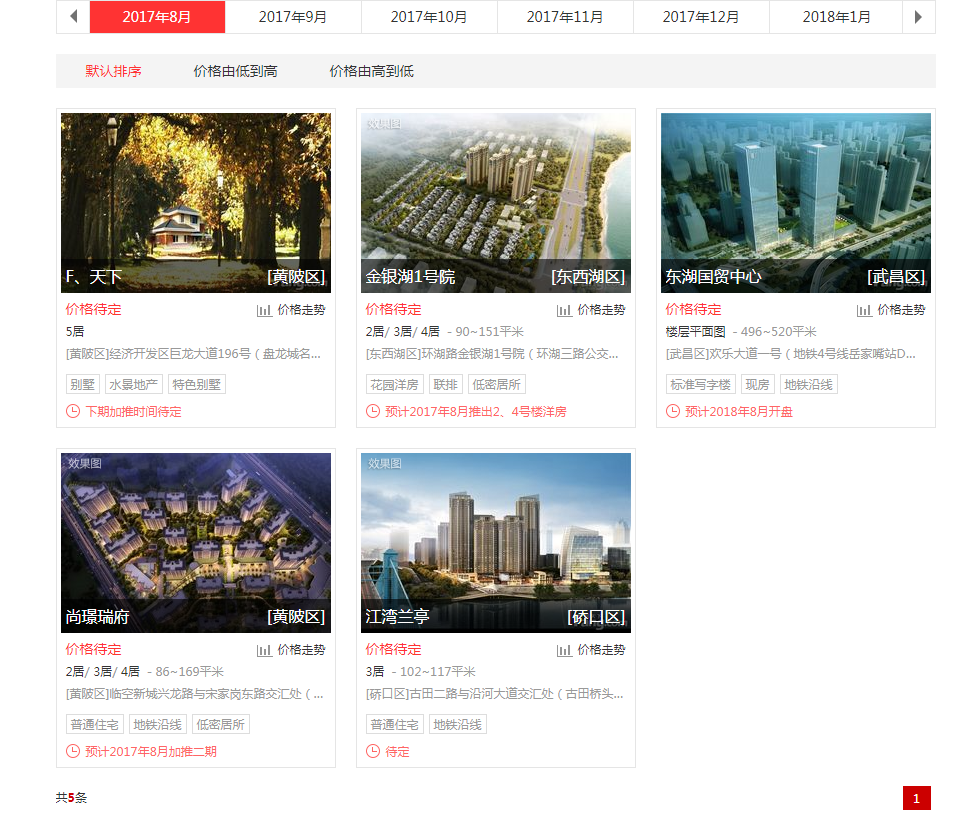 2017年8月 2017年9月 2017年10月 2017年11月 2017年12月 2018年1月
默认排序 价格由低到高 价格由高到低
F、天下 [黄陂区]
价格待定 价格走势
5居
[黄陂区]经济开发区巨龙大道196号（盘龙城名...
别墅 水景地产 特色别墅
下期加推时间待定
效果图
金银湖1号院 [东西湖区]
价格待定 价格走势
2居/ 3居/ 4居 - 90~151平米
[东西湖区]环湖路金银湖1号院（环湖三路公交...
花园洋房 联排 低密居所
预计2017年8月推出2、4号楼洋房
东湖国贸中心 [武昌区]
价格待定 价格走势
楼层平面图 - 496~520平米
[武昌区]欢乐大道一号（地铁4号线岳家嘴站D...
标准写字楼 现房 地铁沿线
预计2018年8月开盘
效果图
尚璟瑞府 [黄陂区]
价格待定 价格走势
2居/ 3居/ 4居 - 86~169平米
[黄陂区]临空新城兴龙路与宋家岗东路交汇处（...
普通住宅 地铁沿线 低密居所
预计2017年8月加推二期
效果图
江湾兰亭 [硚口区]
价格待定 价格走势
3居 - 102~117平米
[硚口区]古田二路与沿河大道交汇处（古田桥头...
普通住宅 地铁沿线
待定
共5条 1